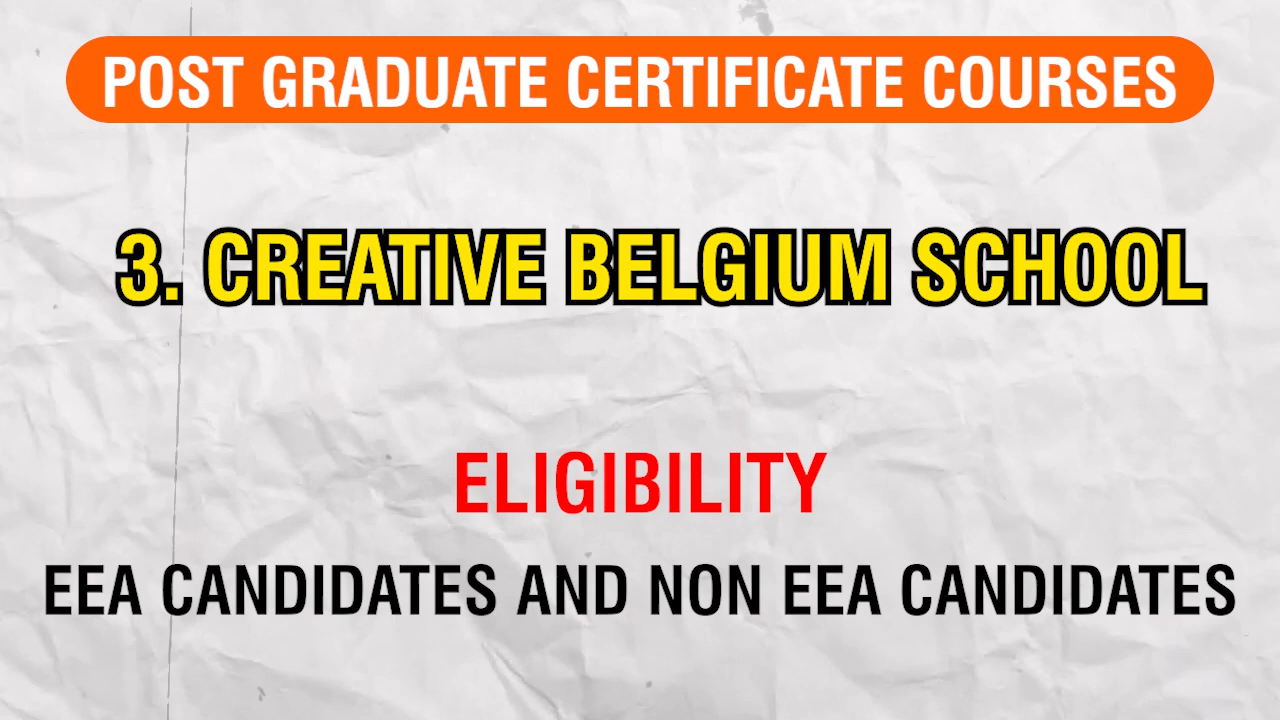 POST GRADUATE CERTIFICATE COURSES
3. CREATIVE BELGIUM SCHOOL
ELIGIBILITY
EEA CANDIDATES AND NON EEA CANDIDATES